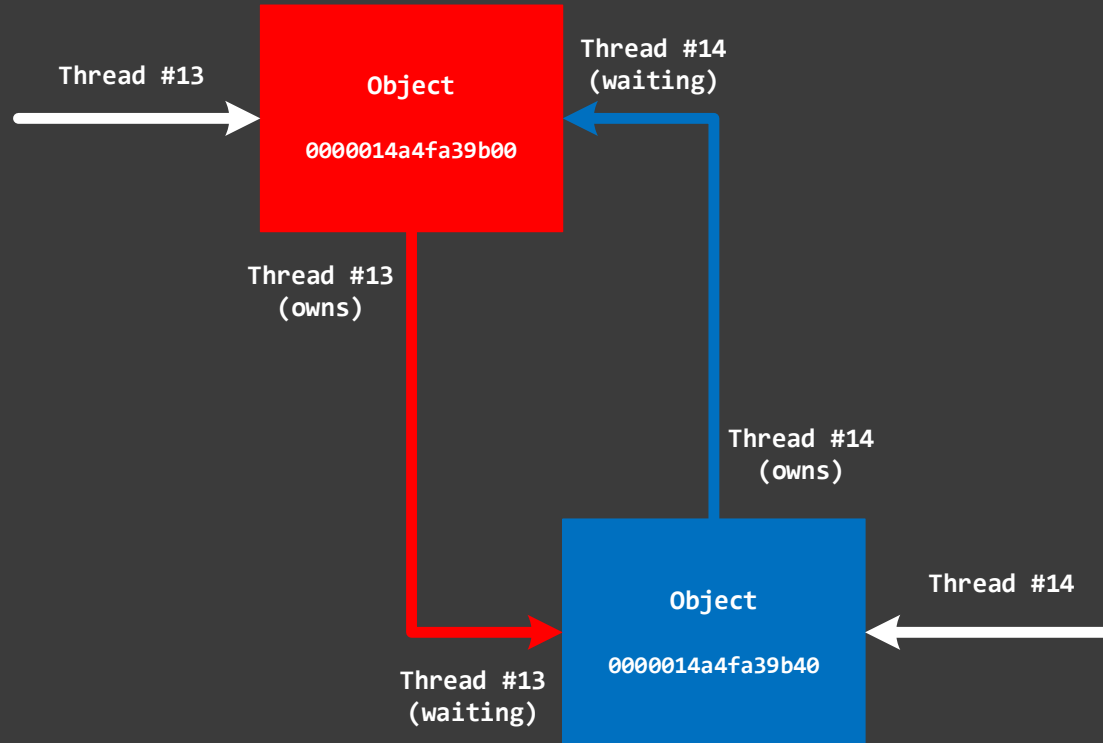 Thread #13
Object
0000014a4fa39b00
Thread #14
(waiting)
Thread #13
(owns)
Thread #14
(owns)
Object
0000014a4fa39b40
Thread #14
Thread #13
(waiting)